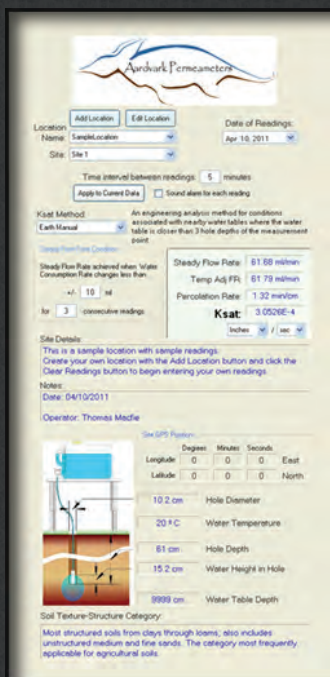 Aardvark Permeameters
Add Location Edit Location
Location Name: SampleLocation
Date of Readings:
Apr 10, 2011
Site: Site 1
Time interval between readings 5 minutes
Apply to Current Data Sound alarm for each reading
Ksat Method:
Earth Manual
An engineering analysis method for conditions
associated with nearby water tables where the water
table is closer than 3 hole depths of the measurement
point
Steady Flow Rate Condition
Steady Flow Rate achieved when Water
Consumption Rate changes less than...
+/- 10 ml
for 3 consecutive readings
Steady Flow Rate: 61.68 ml/min
Temp Adj FR: 61.79 ml/min
Percolation Rate: 1.32 min/cm
Ksat: 3.0526E-4
Inches / sec
Site Details:
This is a sample location with sample readings.
Create your own location with the Add Location button and click the
Clear Readings button to begin entering your own readings.
Notes:
Date: 04/10/2011
Operator: Thomas Macfie
Site GPS Position
Degrees Minutes Seconds
Longitude 0 0 0 East
Latitude 0 0 0 North
10.2 cm Hole Diameter
20 º C Water Temperature
61 cm Hole Depth
15.2 cm Water Height in Hole
9999 cm Water Table Depth
Soil Texture-Structure Category:
Most structured soils from clays through loams; also includes
unstructured medium and fine sands. The category most frequently
applicable for agricultural soils.